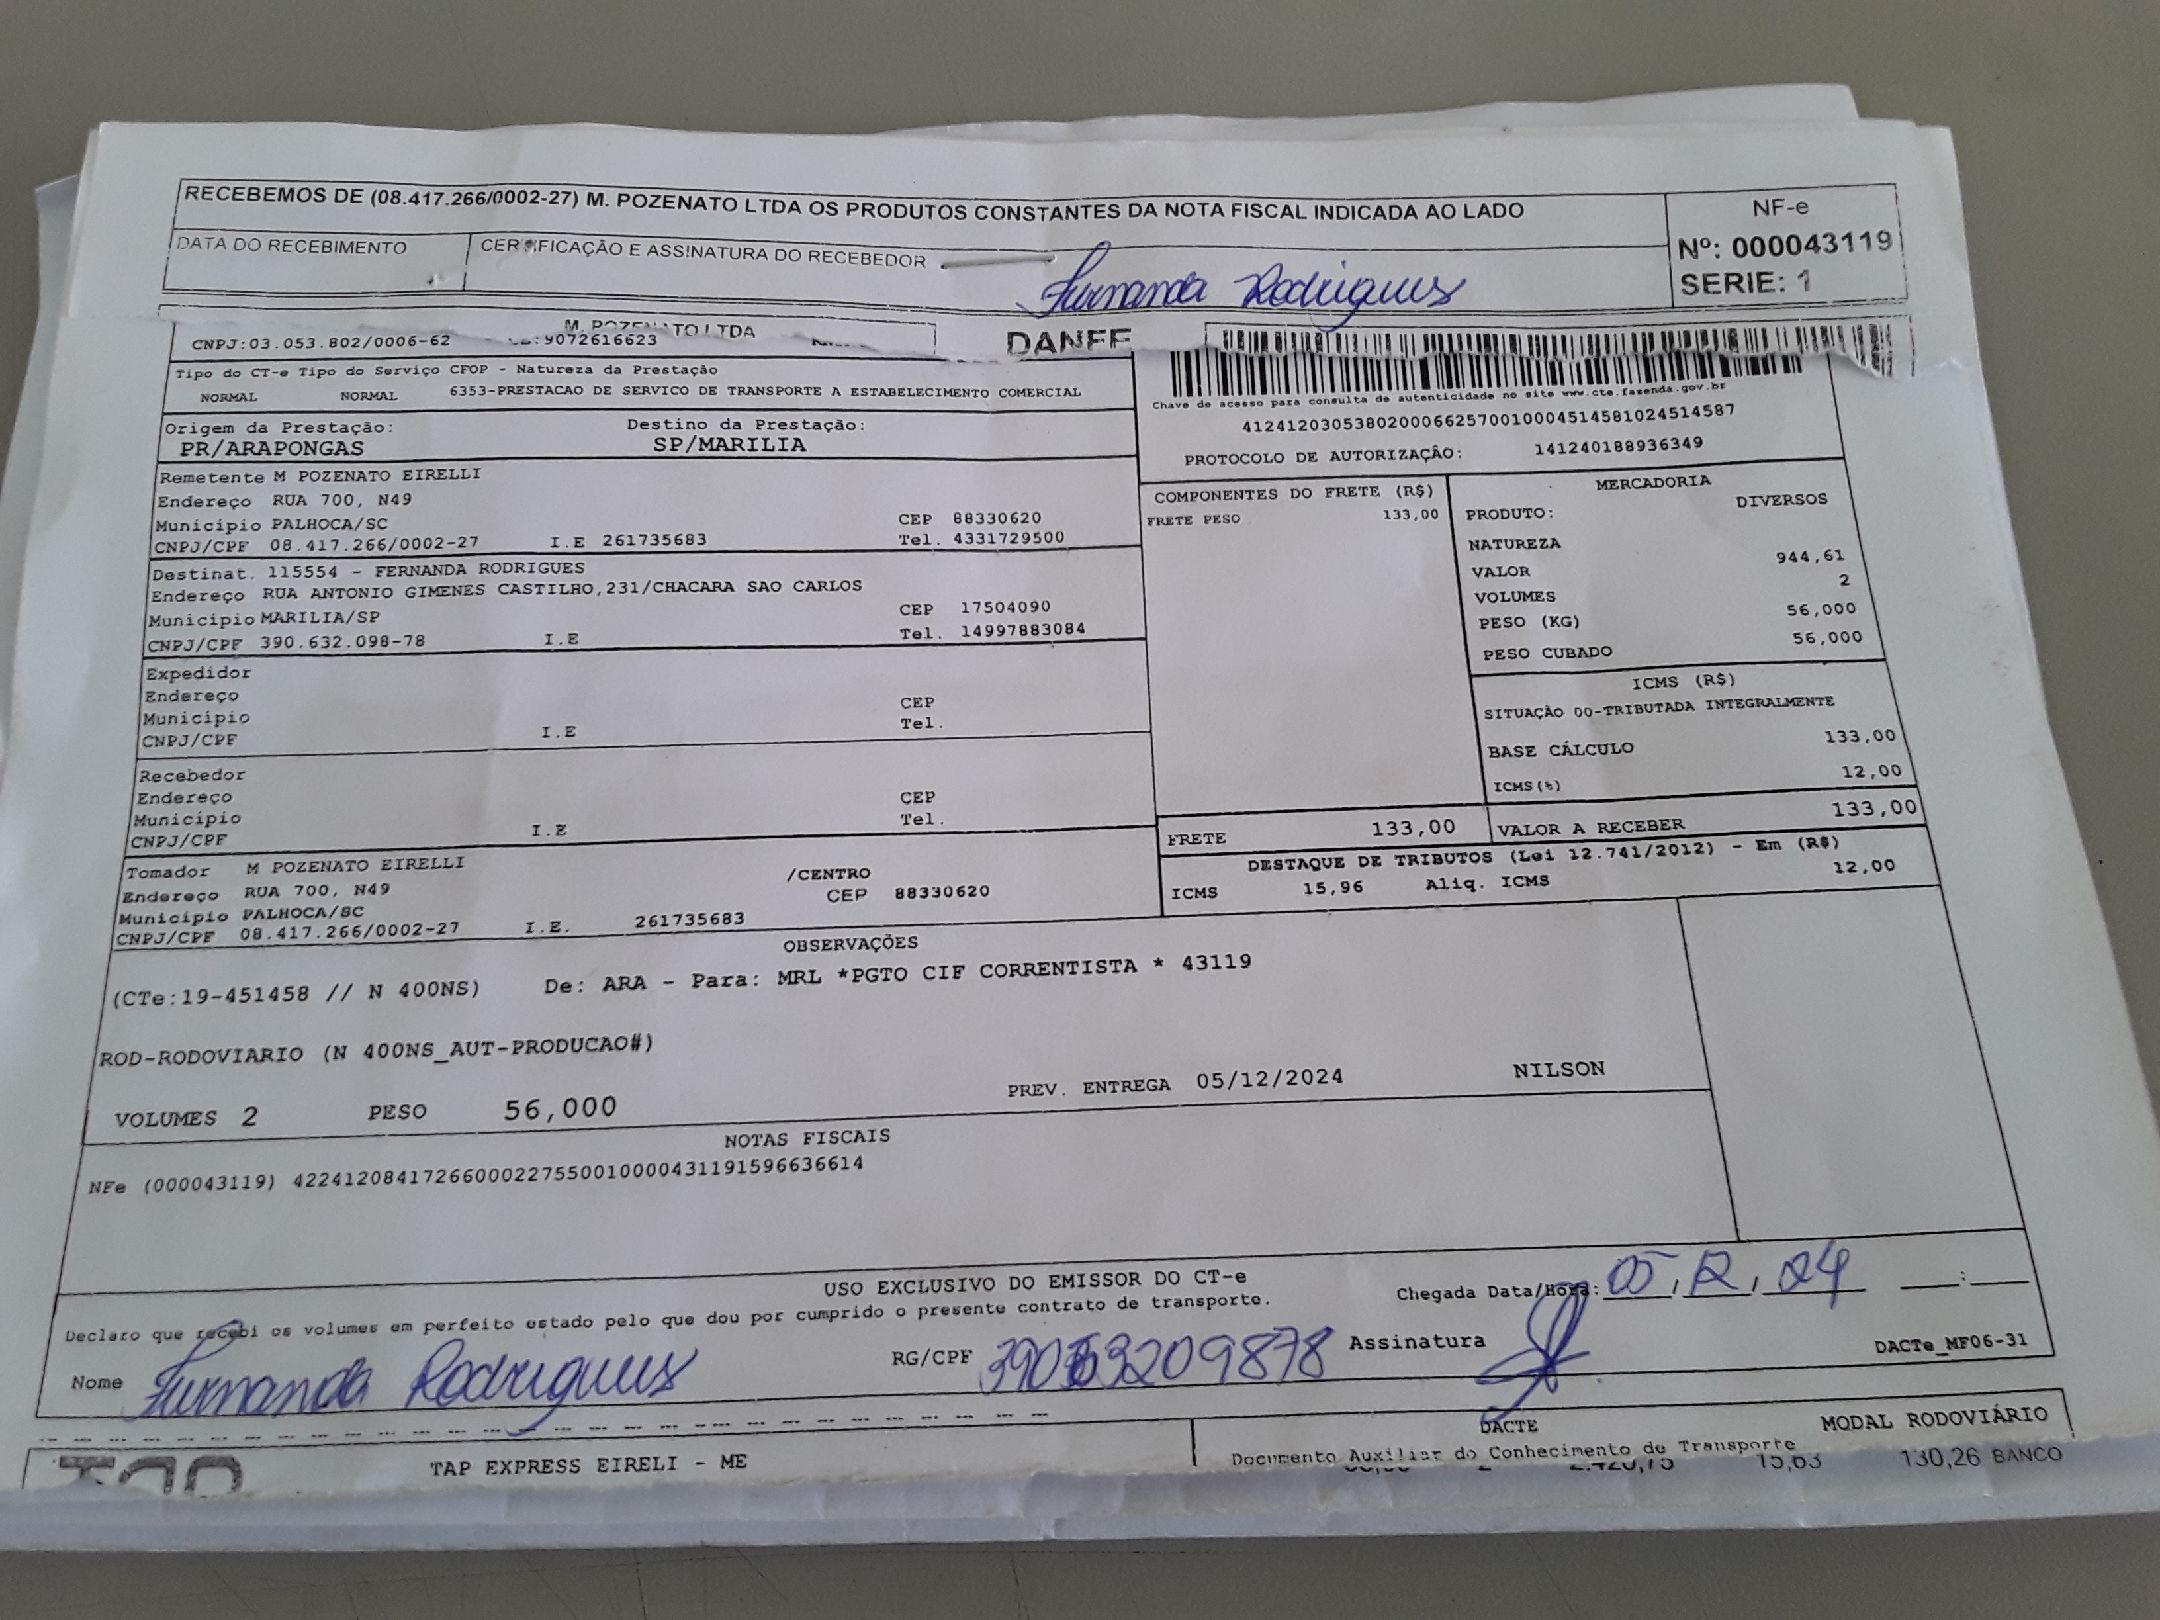 RECEBEMOS DE (08.417.266/0002-27) M. POZENATO LTDA OS PRODUTOS CONSTANTES DA NOTA FISCAL INDICADA AO LADO
NF-e
Nº: 000043119
SERIE: 1
DATA DO RECEBIMENTO
CERTIFICAÇÃO E ASSINATURA DO RECEBEDOR
Fernanda Rodrigues
M. POZENATO LTDA
DANFE
CNPJ:03.053.802/0006-62 9072616623
Tipo do CT-e Tipo do Serviço CFOP - Natureza da Prestação
NORMAL NORMAL 6353-PRESTACAO DE SERVICO DE TRANSPORTE A ESTABELECIMENTO COMERCIAL
Chave de acesso para consulta de autenticidade no site www.cte.fazenda.gov.br
41241203053802000662570010004514581024514587
PROTOCOLO DE AUTORIZAÇÃO: 141240188936349
Origem da Prestação: Destino da Prestação:
PR/ARAPONGAS SP/MARILIA
Remetente M POZENATO EIRELLI
Endereço RUA 700, N49
Município PALHOCA/SC CEP 88330620
CNPJ/CPF 08.417.266/0002-27 I.E 261735683 Tel. 4331729500
Destinat. 115554 - FERNANDA RODRIGUES
Endereço RUA ANTONIO GIMENES CASTILHO,231/CHACARA SAO CARLOS
Município MARILIA/SP CEP 17504090
CNPJ/CPF 390.632.098-78 I.E Tel. 14997883084
Expedidor
Endereço
Município CEP
CNPJ/CPF I.E Tel.
Recebedor
Endereço CEP
Município Tel.
CNPJ/CPF I.E
Tomador M POZENATO EIRELLI
Endereço RUA 700, N49 /CENTRO
Município PALHOCA/SC CEP 88330620
CNPJ/CPF 08.417.266/0002-27 I.E. 261735683
COMPONENTES DO FRETE (R$)
FRETE PESO 133,00
MERCADORIA
PRODUTO: DIVERSOS
NATUREZA
VALOR 944,61
VOLUMES 2
PESO (KG) 56,000
PESO CUBADO 56,000
ICMS (R$)
SITUAÇÃO 00-TRIBUTADA INTEGRALMENTE
BASE CÁLCULO 133,00
ICMS(%) 12,00
FRETE 133,00 VALOR A RECEBER 133,00
DESTAQUE DE TRIBUTOS (Lei 12.741/2012) - Em (R$)
ICMS 15,96 Aliq. ICMS 12,00
OBSERVAÇÕES
(CTe:19-451458 // N 400NS) De: ARA - Para: MRL *PGTO CIF CORRENTISTA * 43119
ROD-RODOVIARIO (N 400NS_AUT-PRODUCAO#)
PREV. ENTREGA 05/12/2024 NILSON
VOLUMES 2 PESO 56,000
NOTAS FISCAIS
NFe (000043119) 42241208417266000227550010000431191596636614
USO EXCLUSIVO DO EMISSOR DO CT-e
Declaro que recebi os volumes em perfeito estado pelo que dou por cumprido o presente contrato de transporte.
Chegada Data/Hora: 05, 12, 24 :
Nome Fernanda Rodrigues RG/CPF 39063209878 Assinatura
DACTe_MF06-31
TAP EXPRESS EIRELI - ME
DACTE MODAL RODOVIÁRIO
Documento Auxiliar do Conhecimento de Transporte
2.420,75 15,63 130,26 BANCO